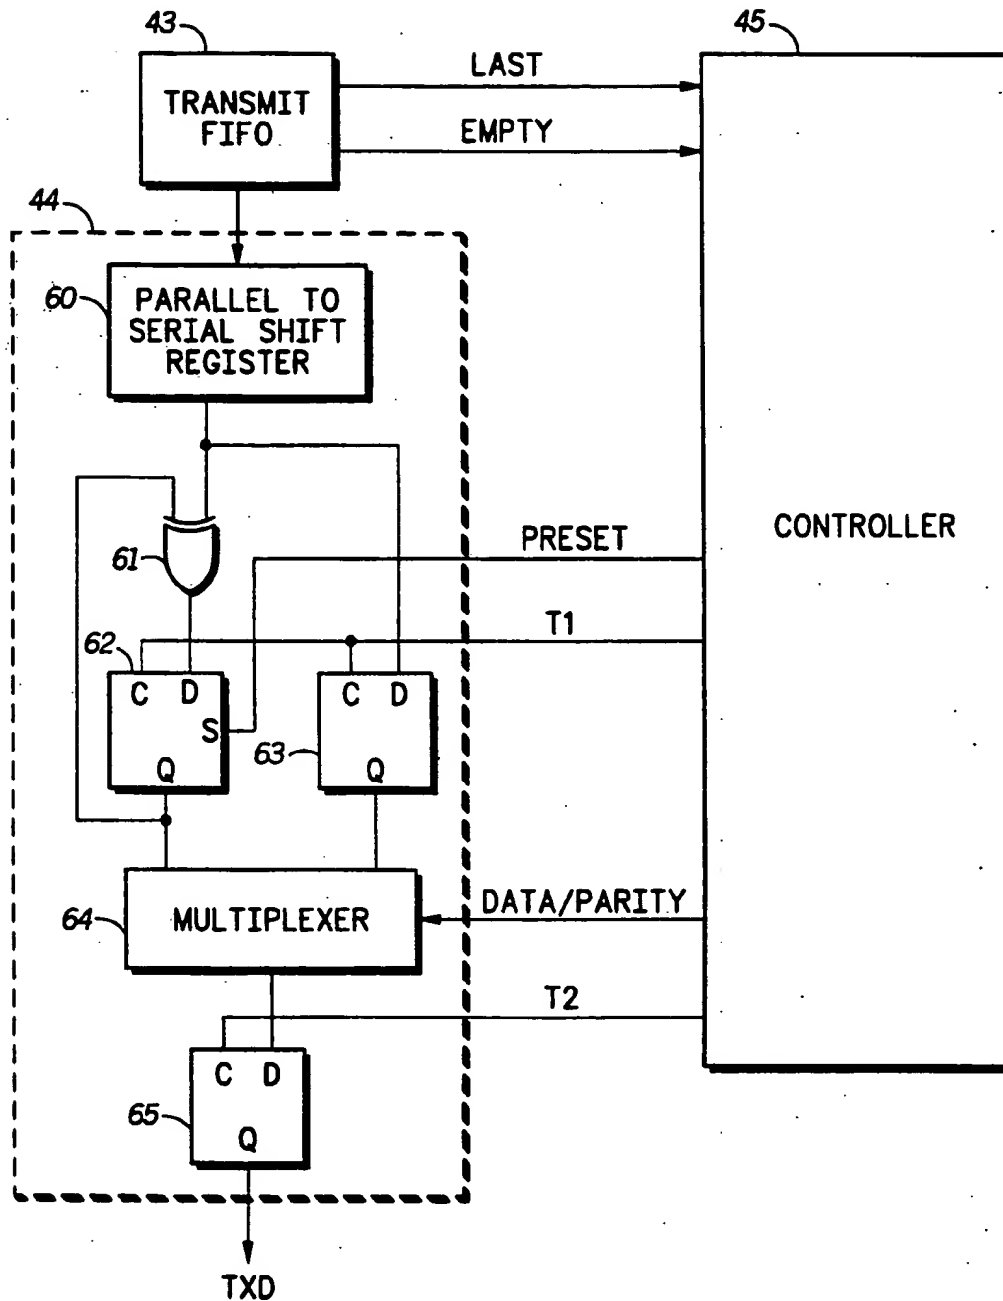 43
45
TRANSMIT
FIFO
LAST
EMPTY
44
60
PARALLEL TO
SERIAL SHIFT
REGISTER
CONTROLLER
61
PRESET
T1
62
C D
S
Q
63
C D
Q
64
MULTIPLEXER
DATA/PARITY
T2
65
C D
Q
TXD